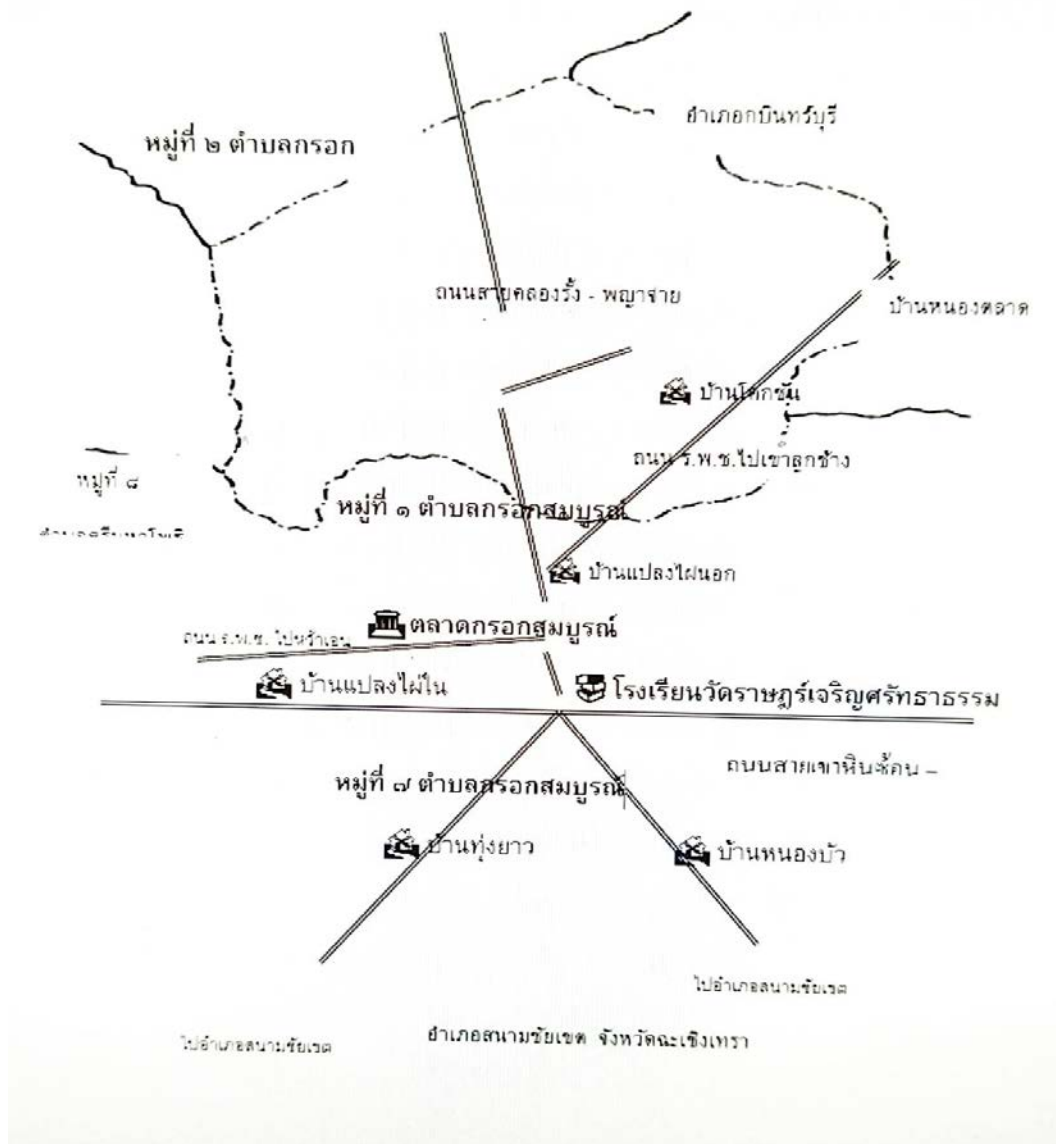 อำเภอกบินทร์บุรี
หมู่ที่ ๒ ตำบลกรอก
ถนนสายคลองรั้ง - พญาจ่าย
บ้านหนองตลาด
บ้านโคกขัน
ถนน ร.พ.ช.ไปเขาลูกช้าง
หมู่ที่ ๘
หมู่ที่ ๑ ตำบลกรอกสมบูรณ์
บ้านแปลงไผ่นอก
ตลาดกรอกสมบูรณ์
ถนน ร.พ.ช. ไป
บ้านแปลงไผ่ใน
โรงเรียนวัดราษฎร์เจริญศรัทธาธรรม
ถนนสายเขาหินซ้อน –
หมู่ที่ ๗ ตำบลกรอกสมบูรณ์
บ้านทุ่งยาว
บ้านหนองบัว
ไปอำเภอสนามชัยเขต
อำเภอสนามชัยเขต จังหวัดฉะเชิงเทรา
ไปอำเภอสนามชัยเขต